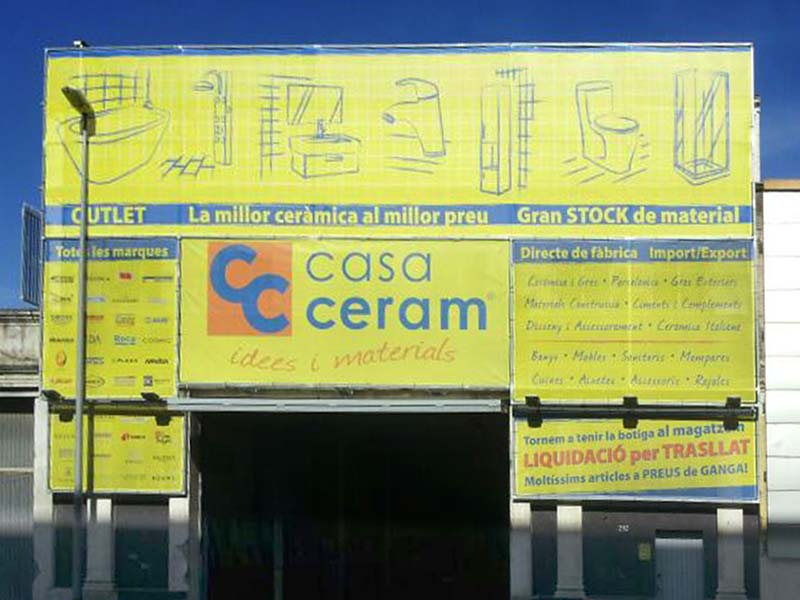 OUTLET La millor ceràmica al millor preu Gran STOCK de material
Totes les marques
Roca
CC casa
ceram®
idees i materials
Directe de fàbrica Import/Export
Ceràmica i Gres • Porcelànica • Gres Exteriors
Materials Construcció • Ciments i Complements
Disseny i Assessorament • Ceràmica Italiana
Banys • Mobles • Sanitaris • Mampares
Cuines • Aixetes • Accessoris • Rajoles
Tornem a tenir la botiga al magatzem
LIQUIDACIÓ per TRASLLAT
Moltíssims articles a PREUS de GANGA!